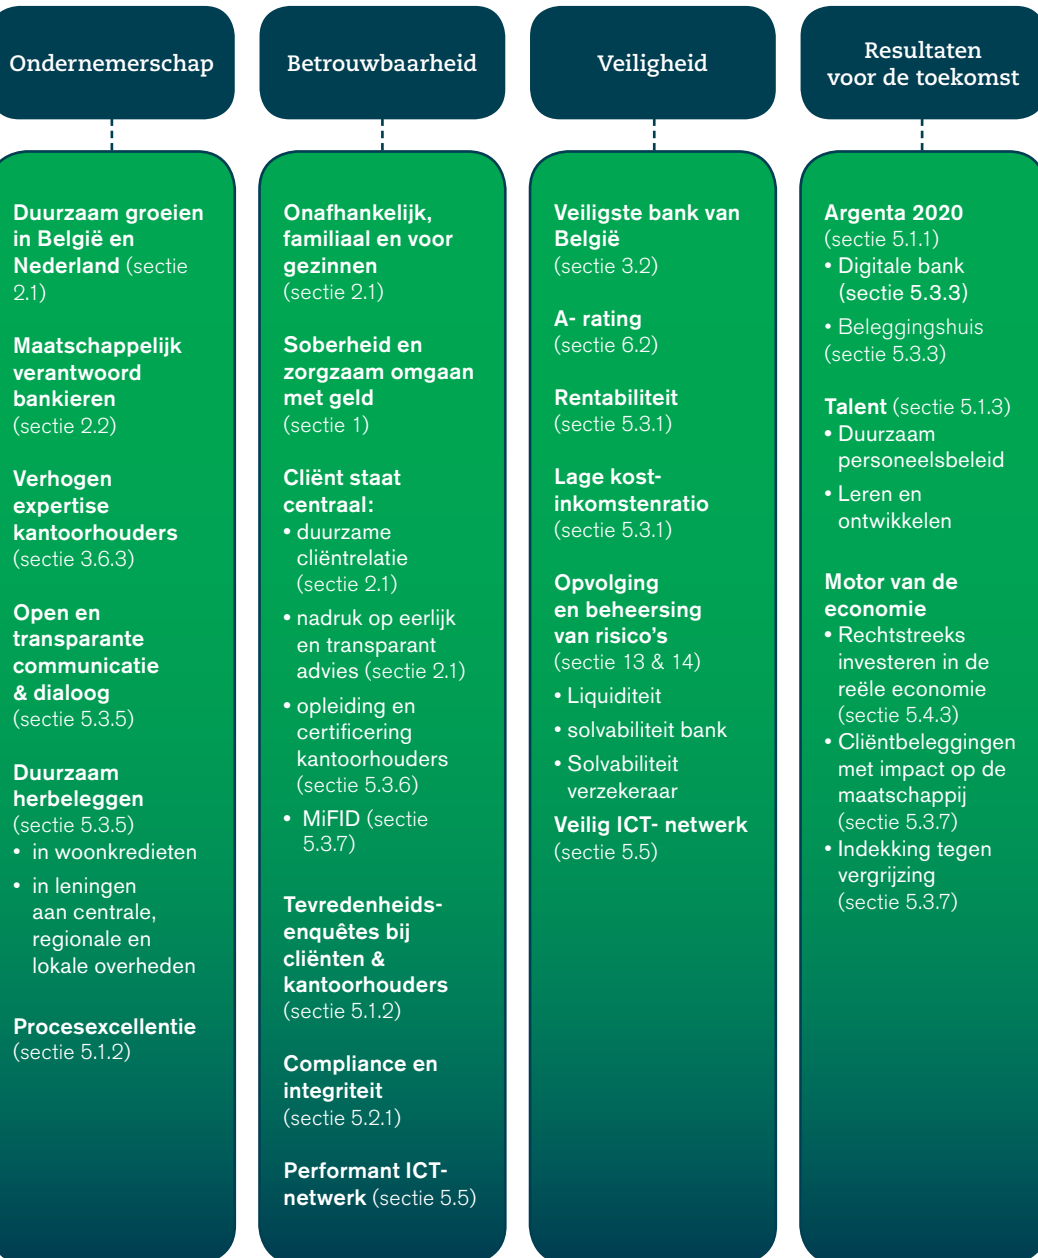 Ondernemerschap
Duurzaam groeien
in België en
Nederland (sectie
2.1)
Maatschappelijk
verantwoord
bankieren
(sectie 2.2)
Verhogen
expertise
kantoorhouders
(sectie 3.6.3)
Open en
transparante
communicatie
& dialoog
(sectie 5.3.5)
Duurzaam
herbeleggen
(sectie 5.3.5)
• in woonkredieten
• in leningen
aan centrale,
regionale en
lokale overheden
Procesexcellentie
(sectie 5.1.2)
Betrouwbaarheid
Onafhankelijk,
familiaal en voor
gezinnen
(sectie 2.1)
Soberheid en
zorgzaam omgaan
met geld
(sectie 1)
Cliënt staat
centraal:
• duurzame
cliëntrelatie
(sectie 2.1)
• nadruk op eerlijk
en transparant
advies (sectie 2.1)
• opleiding en
certificering
kantoorhouders
(sectie 5.3.6)
• MiFID (sectie
5.3.7)
Tevredenheids-
enquêtes bij
cliënten &
kantoorhouders
(sectie 5.1.2)
Compliance en
integriteit
(sectie 5.2.1)
Performant ICT-
netwerk (sectie 5.5)
Veiligheid
Veiligste bank van
België
(sectie 3.2)
A- rating
(sectie 6.2)
Rentabiliteit
(sectie 5.3.1)
Lage kost-
inkomstenratio
(sectie 5.3.1)
Opvolging
en beheersing
van risico's
(sectie 13 & 14)
• Liquiditeit
• solvabiliteit bank
• Solvabiliteit
verzekeraar
Veilig ICT- netwerk
(sectie 5.5)
Resultaten
voor de toekomst
Argenta 2020
(sectie 5.1.1)
• Digitale bank
(sectie 5.3.3)
• Beleggingshuis
(sectie 5.3.3)
Talent (sectie 5.1.3)
• Duurzaam
personeelsbeleid
• Leren en
ontwikkelen
Motor van de
economie
• Rechtstreeks
investeren in de
reële economie
(sectie 5.4.3)
• Cliëntbeleggingen
met impact op de
maatschappij
(sectie 5.3.7)
• Indekking tegen
vergrijzing
(sectie 5.3.7)